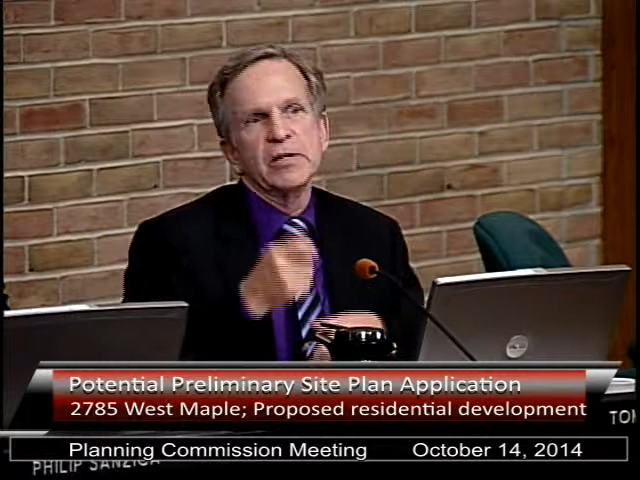 Potential Preliminary Site Plan Application
2785 West Maple; Proposed residential development
TOM
Planning Commission Meeting October 14, 2014
PHILIP SANZICA